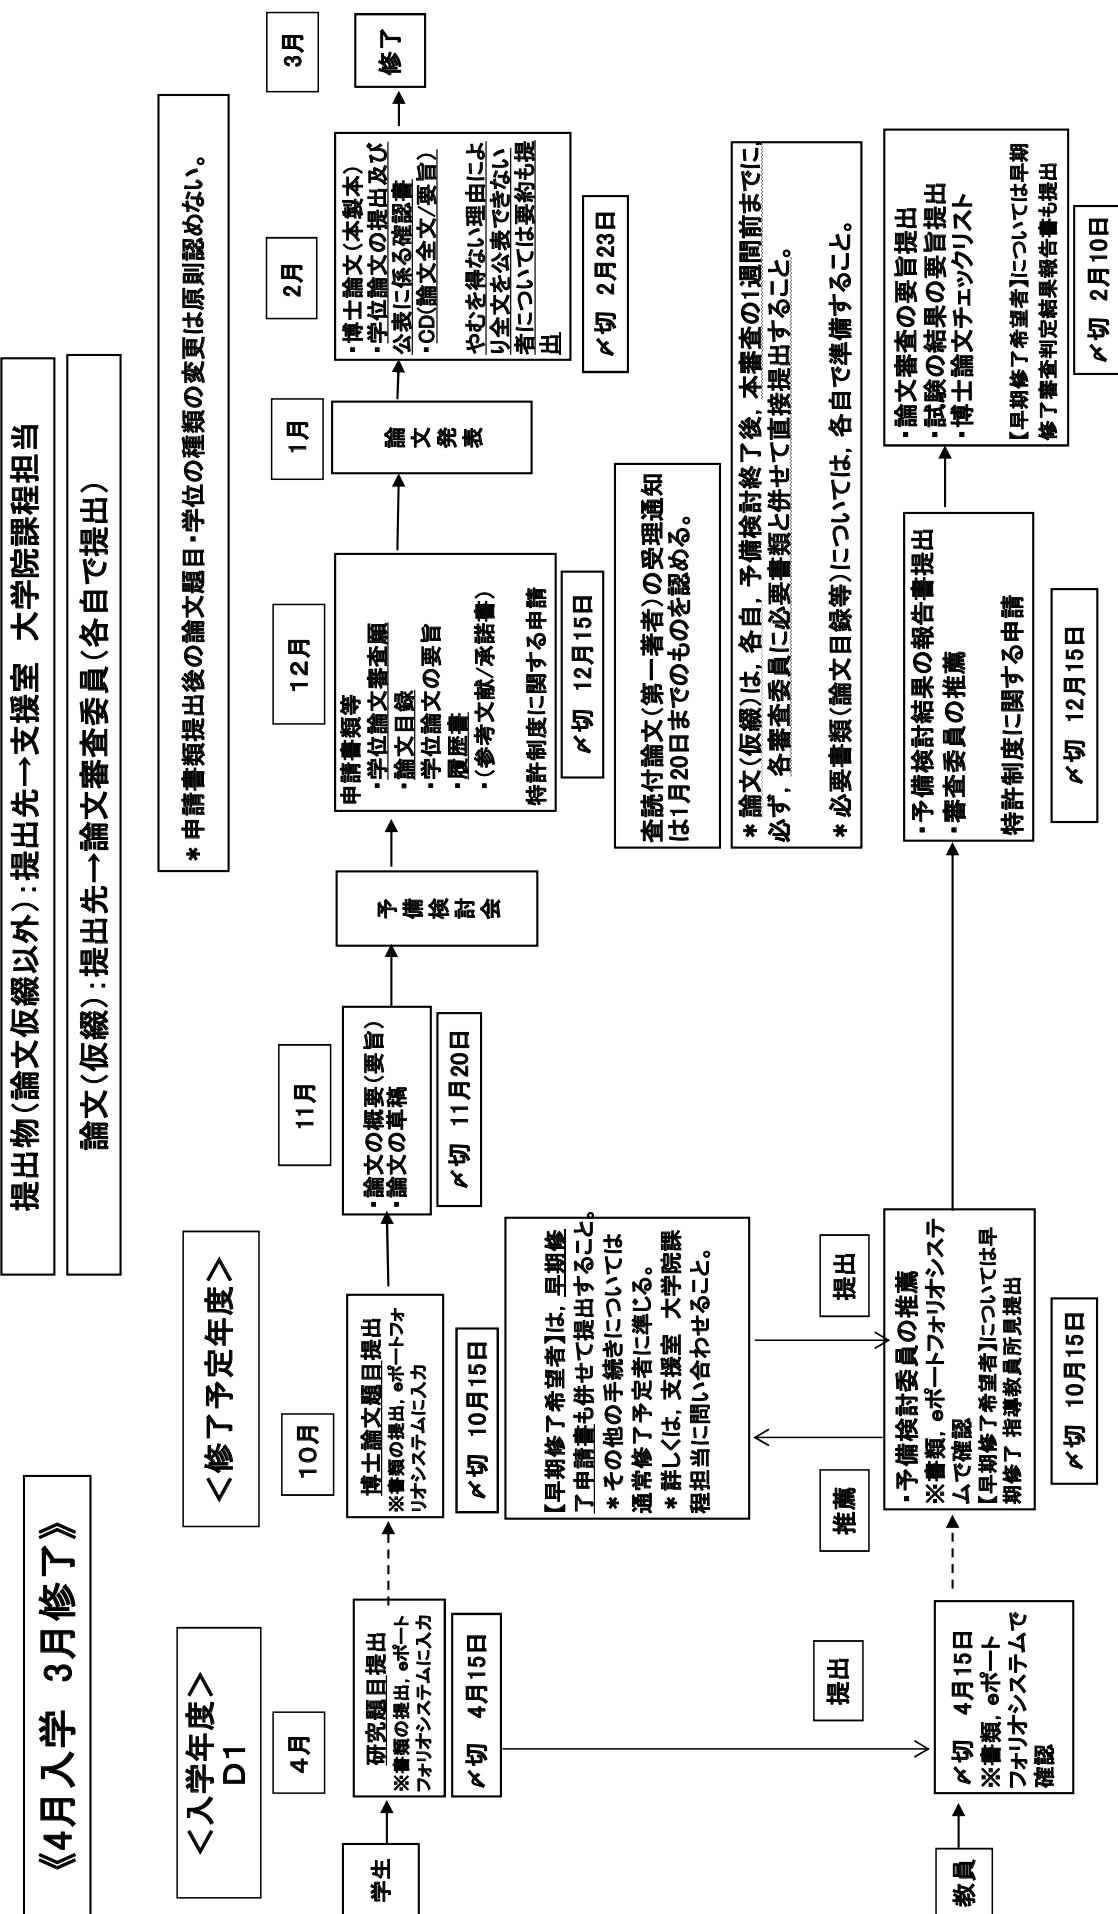 《4月入学 3月修了》
提出物(論文仮綴以外):提出先→支援室 大学院課程担当
論文(仮綴):提出先→論文審査委員(各自で提出)
<入学年度>
D1
<修了予定年度>
*申請書類提出後の論文題目・学位の種類の変更は原則認めない。
4月
10月
11月
12月
1月
2月
3月
学生
研究題目提出
※書類の提出,eポート
フォリオシステムに入力
〆切 4月15日
博士論文題目提出
※書類の提出,eポートフォ
リオシステムに入力
〆切 10月15日
・論文の概要(要旨)
・論文の草稿
〆切 11月20日
予備検討会
申請書類等
・学位論文審査願
・論文目録
・学位論文の要旨
・履歴書
・(参考文献/承諾書)
特許制度に関する申請
〆切 12月15日
論文発表
・博士論文(本製本)
・学位論文の提出及び
公表に係る確認書
・CD(論文全文/要旨)
やむを得ない理由によ
り全文を公表できない
者については要約も提
出
〆切 2月23日
修了
【早期修了希望者】は,早期修
了申請書も併せて提出すること。
*その他の手続きについては
通常修了予定者に準じる。
*詳しくは,支援室 大学院課
程担当に問い合わせること。
査読付論文(第一著者)の受理通知
は1月20日までのものを認める。
*論文(仮綴)は,各自,予備検討終了後,本審査の1週間前までに,
必ず,各審査委員に必要書類と併せて直接提出すること。
*必要書類(論文目録等)については,各自で準備すること。
提出
推薦
提出
教員
〆切 4月15日
※書類,eポート
フォリオシステムで
確認
・予備検討委員の推薦
※書類,eポートフォリオシステ
ムで確認
【早期修了希望者】については早
期修了 指導教員所見提出
〆切 10月15日
・予備検討結果の報告書提出
・審査委員の推薦
特許制度に関する申請
〆切 12月15日
・論文審査の要旨提出
・試験の結果の要旨提出
・博士論文チェックリスト
【早期修了希望者】については早期
修了審査判定結果報告書も提出
〆切 2月10日